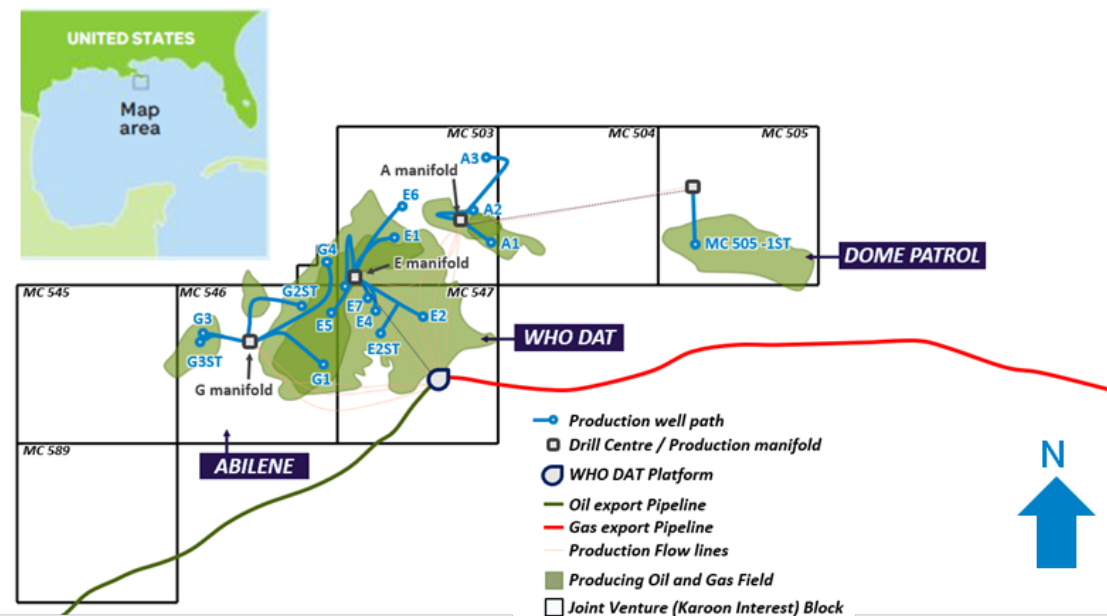 UNITED STATES
Map
area
MC 503
MC 504
MC 505
A3
A manifold
E6
A2
E1
A1
MC 505 -1ST
G4
DOME PATROL
E manifold
MC 545
MC 546
MC 547
G2ST
E7
E5
E4
E2
G3
WHO DAT
E2ST
G3ST
G1
G manifold
MC 589
ABILENE
Production well path
Drill Centre / Production manifold
WHO DAT Platform
Oil export Pipeline
Gas export Pipeline
Production Flow lines
Producing Oil and Gas Field
Joint Venture (Karoon Interest) Block
N